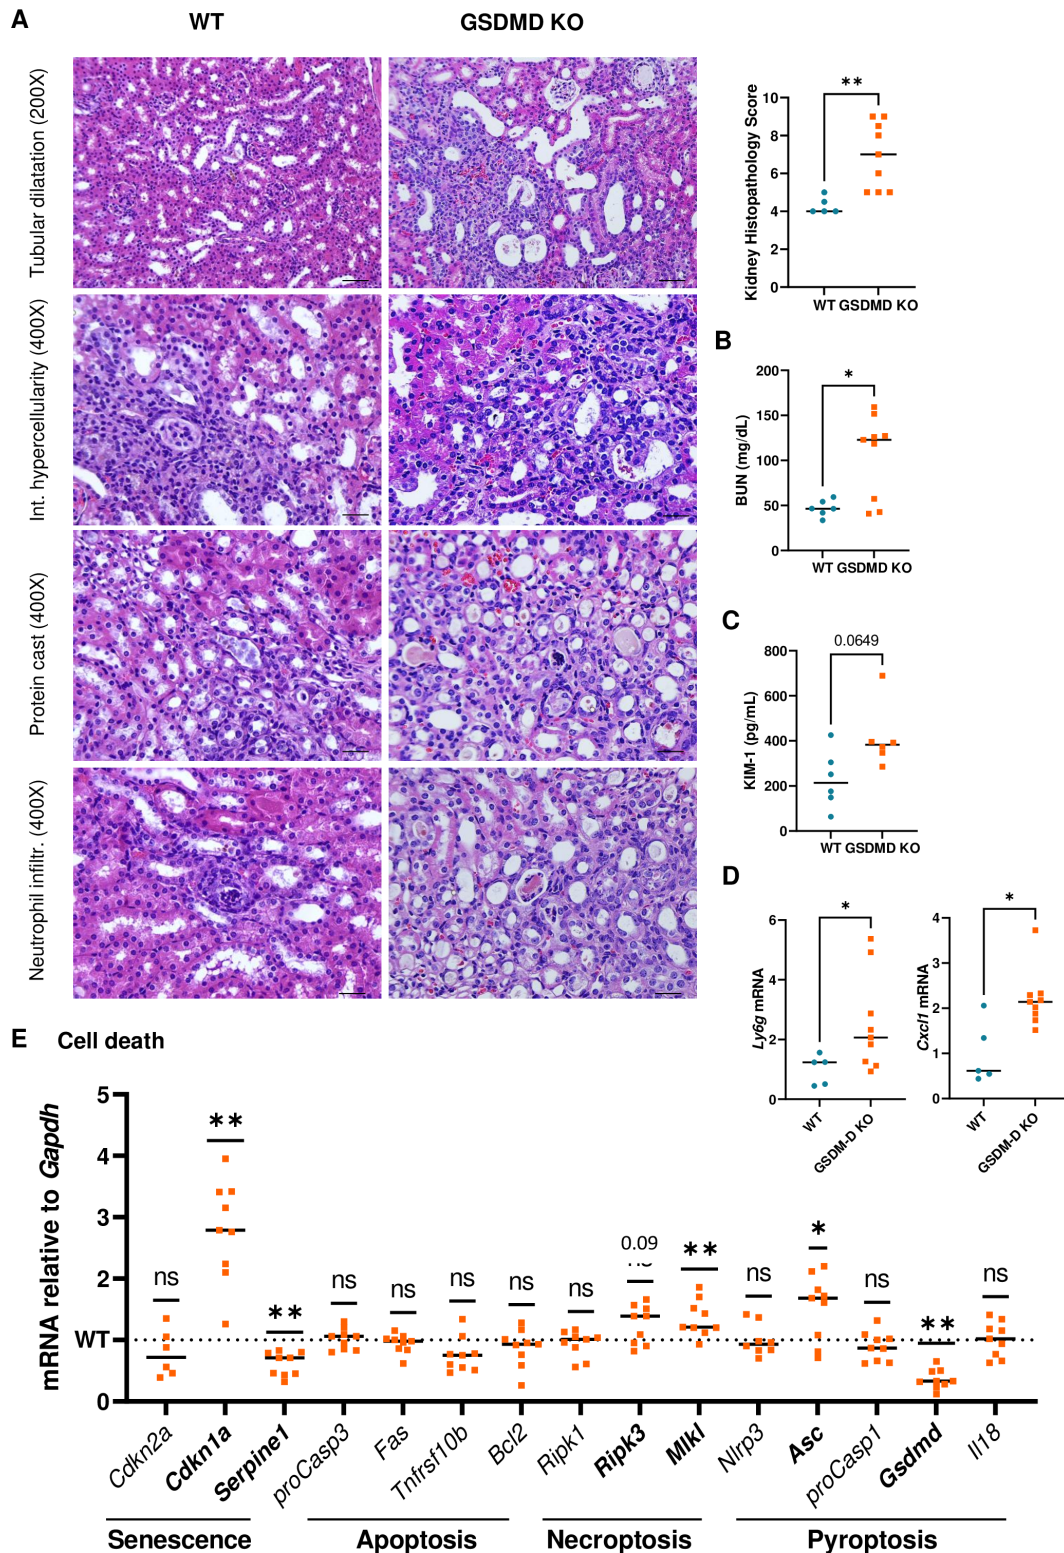 A
WT
GSDMD KO
Tubular dilatation (200X)
Int. hypercellularity (400X)
Protein cast (400X)
Neutrophil infiltr. (400X)
Kidney Histopathology Score
10
8
6
4
2
0
**
WT GSDMD KO
B
BUN (mg/dL)
200
150
100
50
0
*
WT GSDMD KO
C
KIM-1 (pg/mL)
800
600
400
200
0
0.0649
WT GSDMD KO
D
Ly6g mRNA
6
4
2
0
*
WT
GSDM-D KO
Cxcl1 mRNA
4
3
2
1
0
*
WT
GSDM-D KO
E Cell death
mRNA relative to Gapdh
5
4
3
2
WT
0
ns
**
**
ns
ns
ns
ns
ns
0.09
ns
**
ns
*
ns
**
ns
Cdkn2a
Cdkn1a
Serpine1
proCasp3
Fas
Tnfrsf10b
Bcl2
Ripk1
Ripk3
Mlkl
Nlrp3
Asc
proCasp1
Gsdmd
Il18
Senescence
Apoptosis
Necroptosis
Pyroptosis